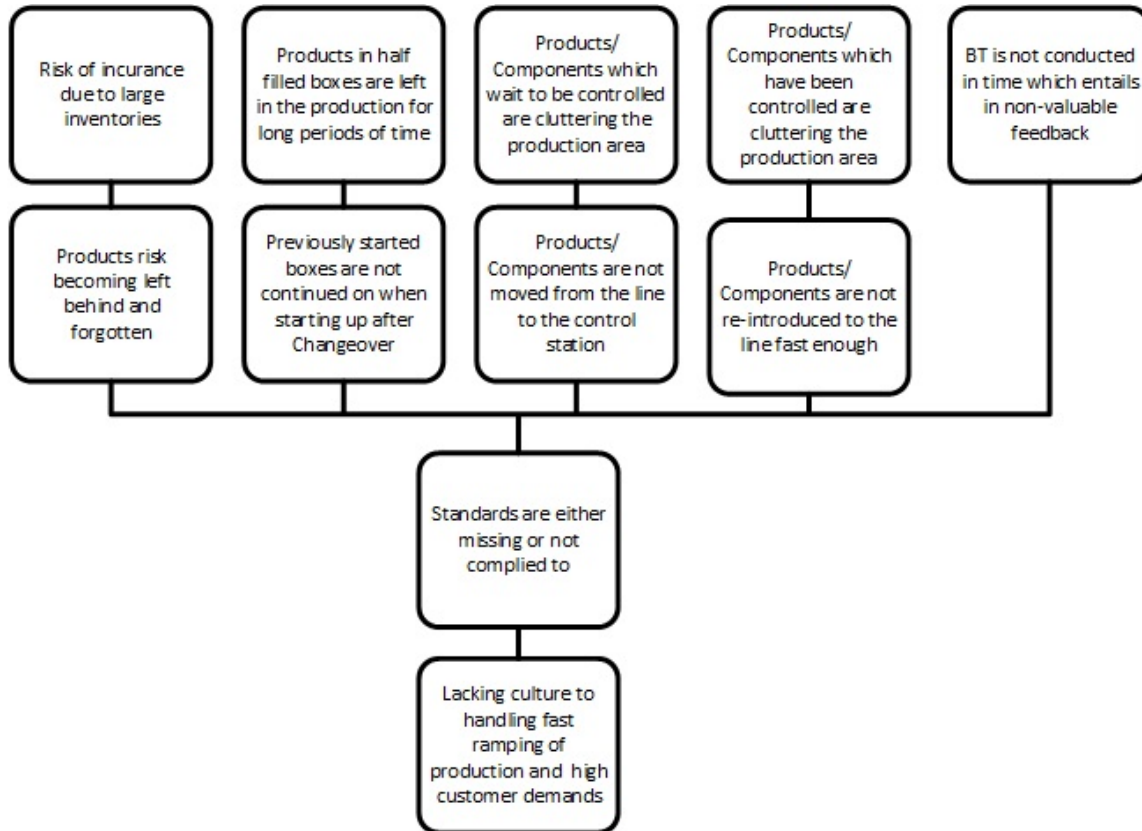 Risk of incurance
due to large
inventories
Products in half
filled boxes are left
in the production for
long periods of time
Products/
Components which
wait to be controlled
are cluttering the
production area
Products/
Components which
have been
controlled are
cluttering the
production area
BT is not conducted
in time which entails
in non-valuable
feedback
Products risk
becoming left
behind and
forgotten
Previously started
boxes are not
continued on when
starting up after
Changeover
Products/
Components are not
moved from the line
to the control
station
Products/
Components are not
re-introduced to the
line fast enough
Standards are either
missing or not
complied to
Lacking culture to
handling fast
ramping of
production and high
customer demands